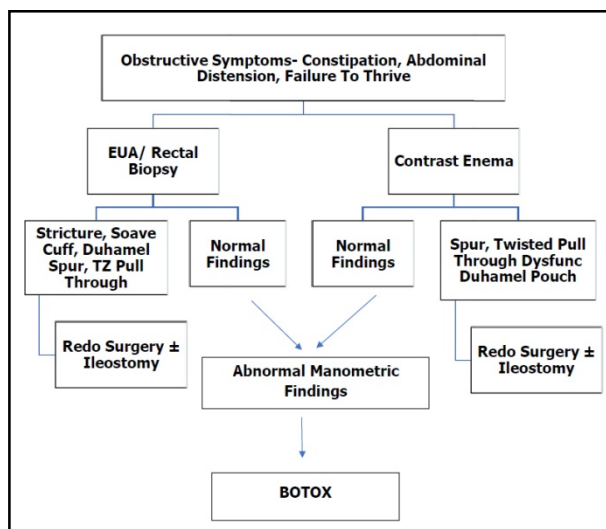 Obstructive Symptoms- Constipation, Abdominal
Distension, Failure To Thrive
EUA/ Rectal
Biopsy
Contrast Enema
Stricture, Soave
Cuff, Duhamel
Spur, TZ Pull
Through
Normal
Findings
Normal
Findings
Spur, Twisted Pull
Through Dysfunc
Duhamel Pouch
Redo Surgery ±
Ileostomy
Redo Surgery ±
Ileostomy
Abnormal Manometric
Findings
BOTOX